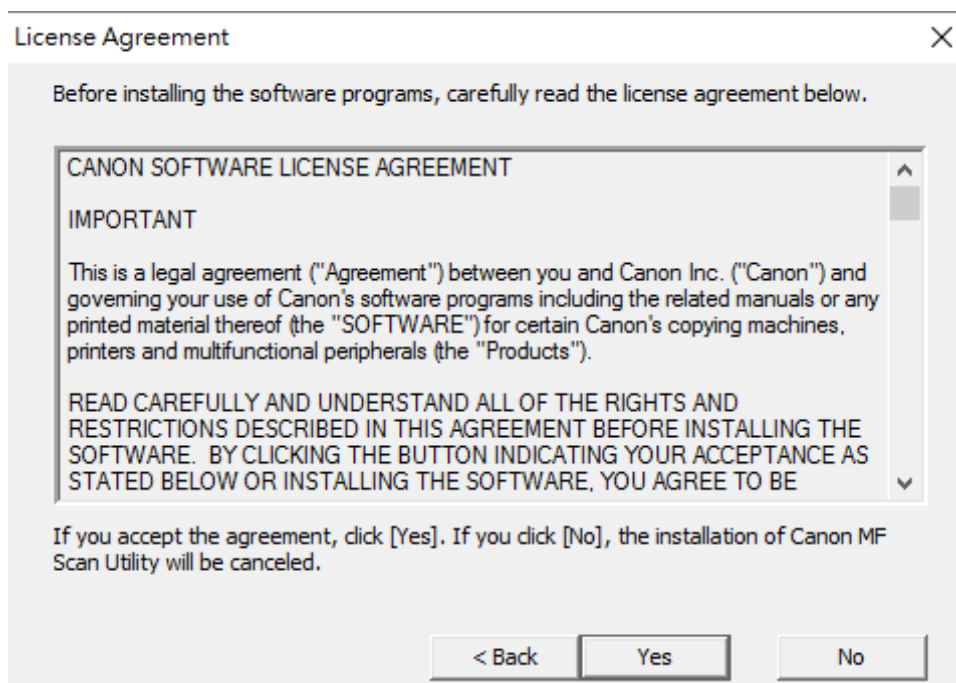 License Agreement
Before installing the software programs, carefully read the license agreement below.
CANON SOFTWARE LICENSE AGREEMENT
IMPORTANT
This is a legal agreement ("Agreement") between you and Canon Inc. ("Canon") and
governing your use of Canon's software programs including the related manuals or any
printed material thereof (the "SOFTWARE") for certain Canon's copying machines,
printers and multifunctional peripherals (the "Products").
READ CAREFULLY AND UNDERSTAND ALL OF THE RIGHTS AND
RESTRICTIONS DESCRIBED IN THIS AGREEMENT BEFORE INSTALLING THE
SOFTWARE.  BY CLICKING THE BUTTON INDICATING YOUR ACCEPTANCE AS
STATED BELOW OR INSTALLING THE SOFTWARE, YOU AGREE TO BE
If you accept the agreement, click [Yes]. If you click [No], the installation of Canon MF
Scan Utility will be canceled.
< Back Yes No